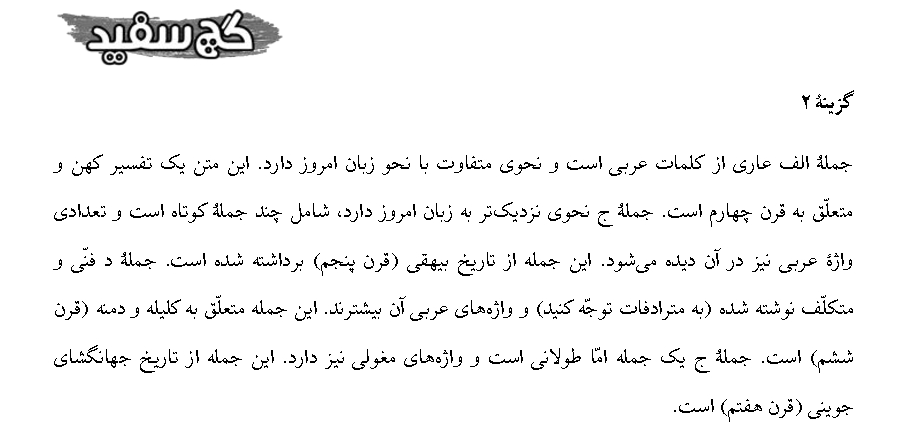 گچ سفید
گزینهٔ ۲
جملهٔ الف عاری از کلمات عربی است و نحوی متفاوت با نحو زبان امروز دارد. این متن یک تفسیر کهن و
متعلّق به قرن چهارم است. جملهٔ ج نحوی نزدیک‌تر به زبان امروز دارد، شامل چند جملهٔ کوتاه است و تعدادی
واژهٔ عربی نیز در آن دیده می‌شود. این جمله از تاریخ بیهقی (قرن پنجم) برداشته شده است. جملهٔ د فنّی و
متکلّف نوشته شده (به مترادفات توجّه کنید) و واژه‌های عربی آن بیشترند. این جمله متعلّق به کلیله و دمنه (قرن
ششم) است. جملهٔ ج یک جمله امّا طولانی است و واژه‌های مغولی نیز دارد. این جمله از تاریخ جهانگشای
جوینی (قرن هفتم) است.